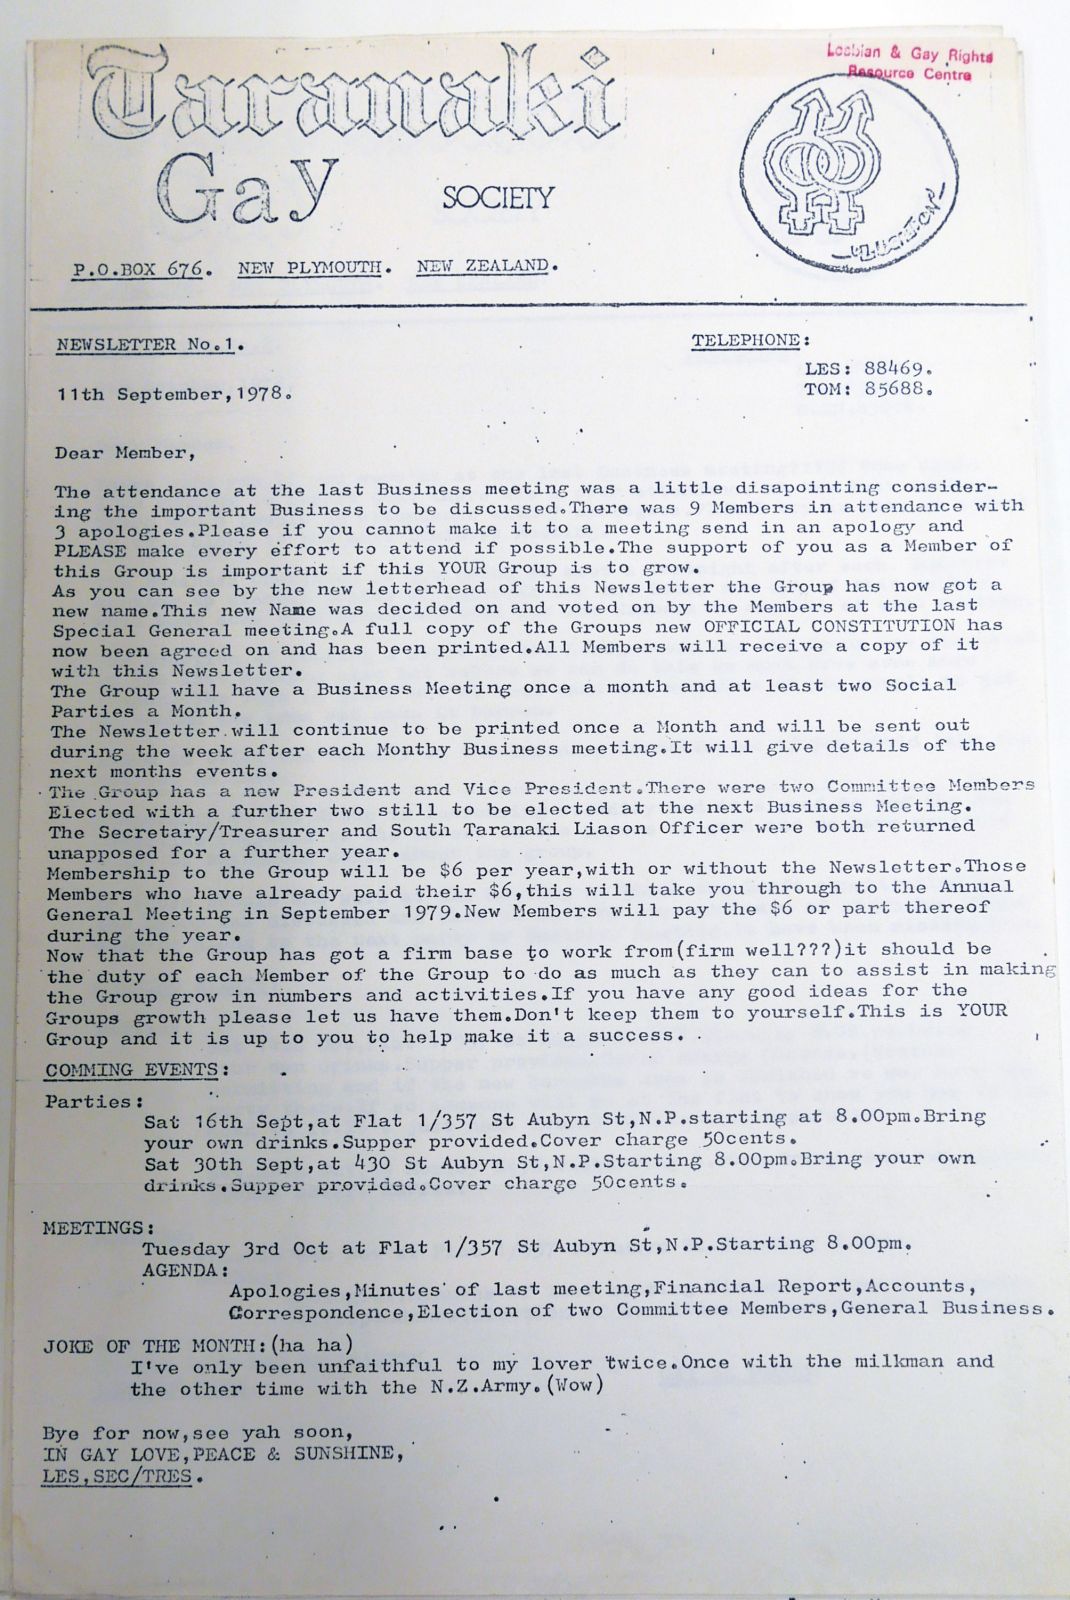 Taranaki
Gay SOCIETY
Lesbian & Gay Rights
Resource Centre
P.O.BOX 676. NEW PLYMOUTH. NEW ZEALAND.
NEWSLETTER No.1.
TELEPHONE:
LES: 88469.
TOM: 85688.
11th September,1978.
Dear Member,
The attendance at the last Business meeting was a little disapointing consider-
ing the important Business to be discussed.There was 9 Members in attendance with
3 apologies.Please if you cannot make it to a meeting send in an apology and
PLEASE make every effort to attend if possible.The support of you as a Member of
this Group is important if this YOUR Group is to grow.
As you can see by the new letterhead of this Newsletter the Group has now got a
new name.This new Name was decided on and voted on by the Members at the last
Special General meeting.A full copy of the Groups new OFFICIAL CONSTITUTION has
now been agreed on and has been printed.All Members will receive a copy of it
with this Newsletter.
The Group will have a Business Meeting once a month and at least two Social
Parties a Month.
The Newsletter will continue to be printed once a Month and will be sent out
during the week after each Monthy Business meeting.It will give details of the
next months events.
The Group has a new President and Vice President.There were two Committee Members
Elected with a further two still to be elected at the next Business Meeting.
The Secretary/Treasurer and South Taranaki Liason Officer were both returned
unapposed for a further year.
Membership to the Group will be $6 per year,with or without the Newsletter.Those
Members who have already paid their $6,this will take you through to the Annual
General Meeting in September 1979.New Members will pay the $6 or part thereof
during the year.
Now that the Group has got a firm base to work from(firm well???)it should be
the duty of each Member of the Group to do as much as they can to assist in making
the Group grow in numbers and activities.If you have any good ideas for the
Groups growth please let us have them.Don't keep them to yourself.This is YOUR
Group and it is up to you to help make it a success.
COMMING EVENTS:
Parties:
Sat 16th Sept,at Flat 1/357 St Aubyn St,N.P.starting at 8.00pm.Bring
your own drinks.Supper provided.Cover charge 50cents.
Sat 30th Sept,at 430 St Aubyn St,N.P.Starting 8.00pm.Bring your own
drinks.Supper provided.Cover charge 50cents.
MEETINGS:
Tuesday 3rd Oct at Flat 1/357 St Aubyn St,N.P.Starting 8.00pm.
AGENDA:
Apologies,Minutes of last meeting,Financial Report,Accounts,
Correspondence,Election of two Committee Members,General Business.
JOKE OF THE MONTH:(ha ha)
I've only been unfaithful to my lover twice.Once with the milkman and
the other time with the N.Z.Army.(Wow)
Bye for now,see yah soon,
IN GAY LOVE,PEACE & SUNSHINE,
LES,SEC/TRES.